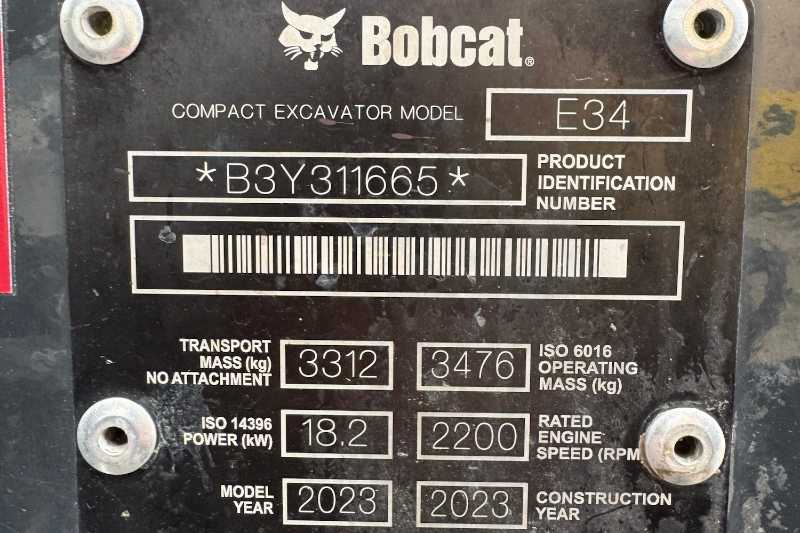 Bobcat®
COMPACT EXCAVATOR MODEL E34
*B3Y311665* PRODUCT
IDENTIFICATION
NUMBER
TRANSPORT
MASS (kg)
NO ATTACHMENT
3312
3476
ISO 6016
OPERATING
MASS (kg)
ISO 14396
POWER (kW)
18.2
2200
RATED
ENGINE
SPEED (RPM
MODEL
YEAR
2023
2023
CONSTRUCTION
YEAR